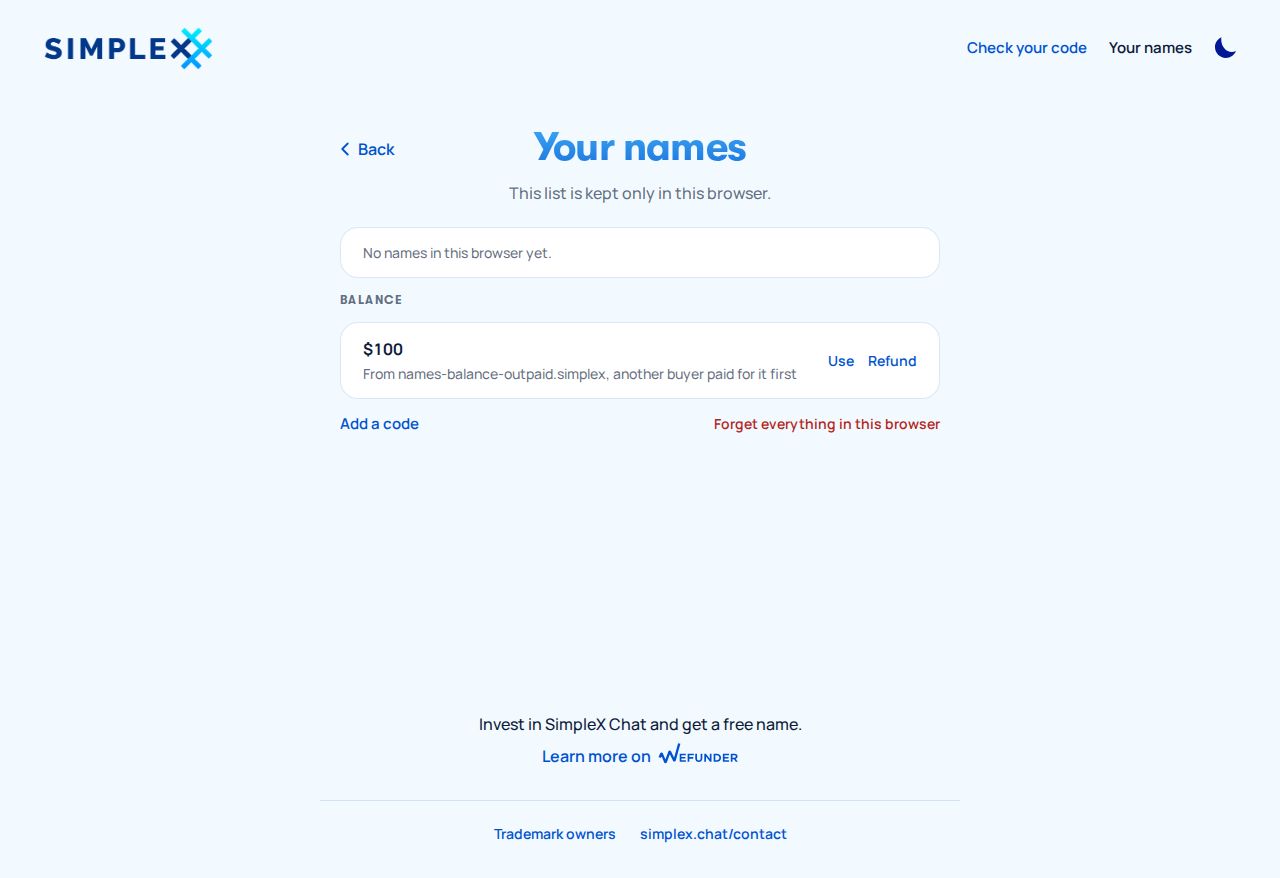 SIMPLEX
Check your code
Your names
Back
Your names
This list is kept only in this browser.
No names in this browser yet.
BALANCE
$100
From names-balance-outpaid.simplex, another buyer paid for it first
Use
Refund
Add a code
Forget everything in this browser
Invest in SimpleX Chat and get a free name.
Learn more on WEFUNDER
Trademark owners
simplex.chat/contact